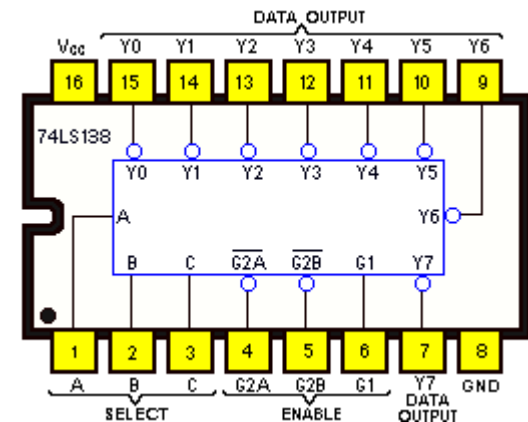 DATA OUTPUT
VCC Y0 Y1 Y2 Y3 Y4 Y5 Y6
16 15 14 13 12 11 10 9
74LS138
Y0 Y1 Y2 Y3 Y4 Y5
A Y6
B C G2A G2B G1 Y7
1 2 3 4 5 6 7 8
A B C G2A G2B G1 Y7 GND
SELECT ENABLE DATA OUTPUT